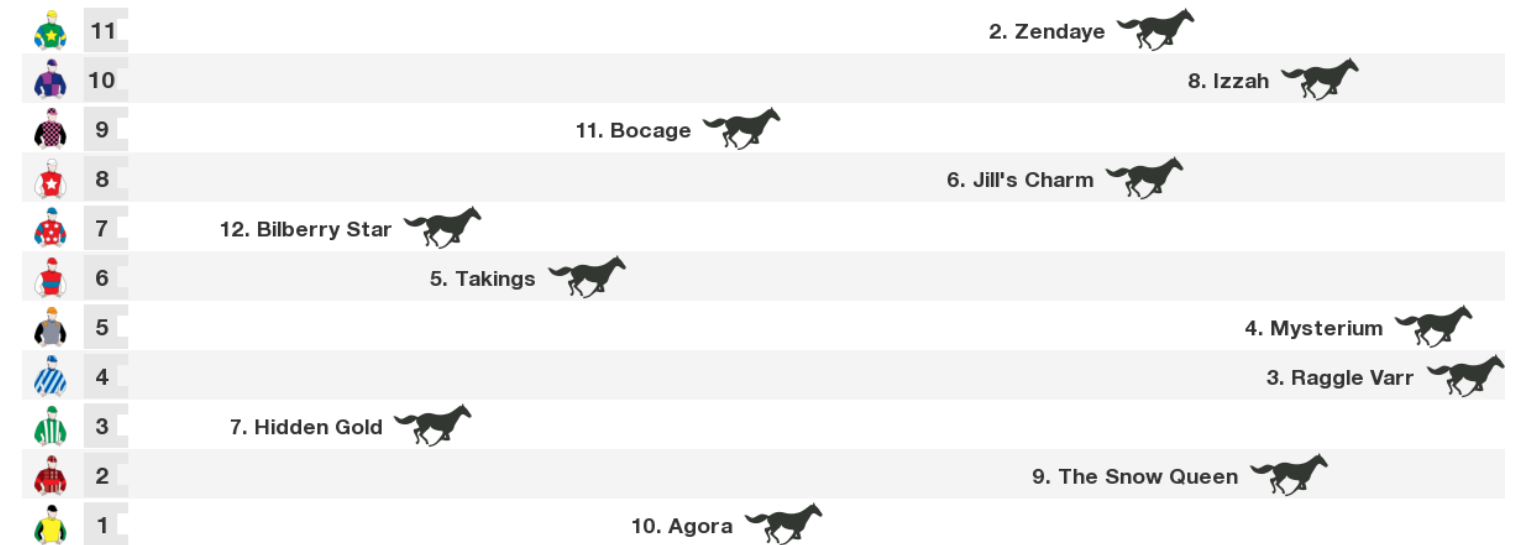 11 2. Zendaye
10 8. Izzah
9 11. Bocage
8 6. Jill's Charm
7 12. Bilberry Star
6 5. Takings
5 4. Mysterium
4 3. Raggle Varr
3 7. Hidden Gold
2 9. The Snow Queen
1 10. Agora